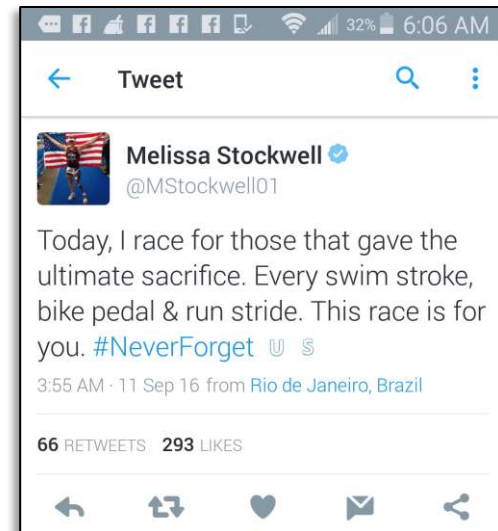 32% 6:06 AM
Tweet
Melissa Stockwell
@MStockwell01
Today, I race for those that gave the
ultimate sacrifice. Every swim stroke,
bike pedal & run stride. This race is for
you. #NeverForget U S
3:55 AM · 11 Sep 16 from Rio de Janeiro, Brazil
66 RETWEETS 293 LIKES